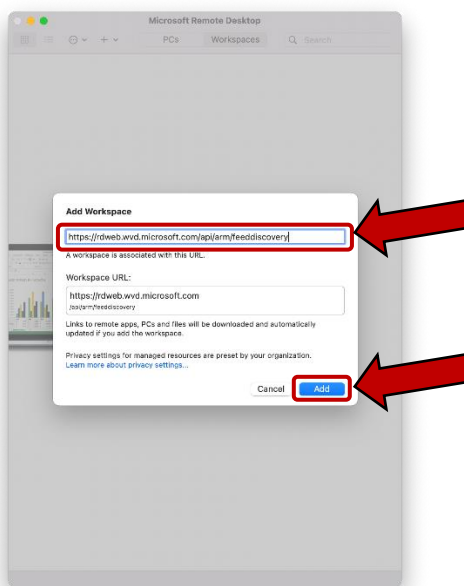 Microsoft Remote Desktop
PCs Workspaces Search
Add Workspace
https://rdweb.wvd.microsoft.com/api/arm/feeddiscovery
A workspace is associated with this URL.
Workspace URL:
https://rdweb.wvd.microsoft.com
/api/arm/feeddiscovery
Links to remote apps, PCs and files will be downloaded and automatically
updated if you add the workspace.
Privacy settings for managed resources are preset by your organization.
Learn more about privacy settings...
Cancel Add